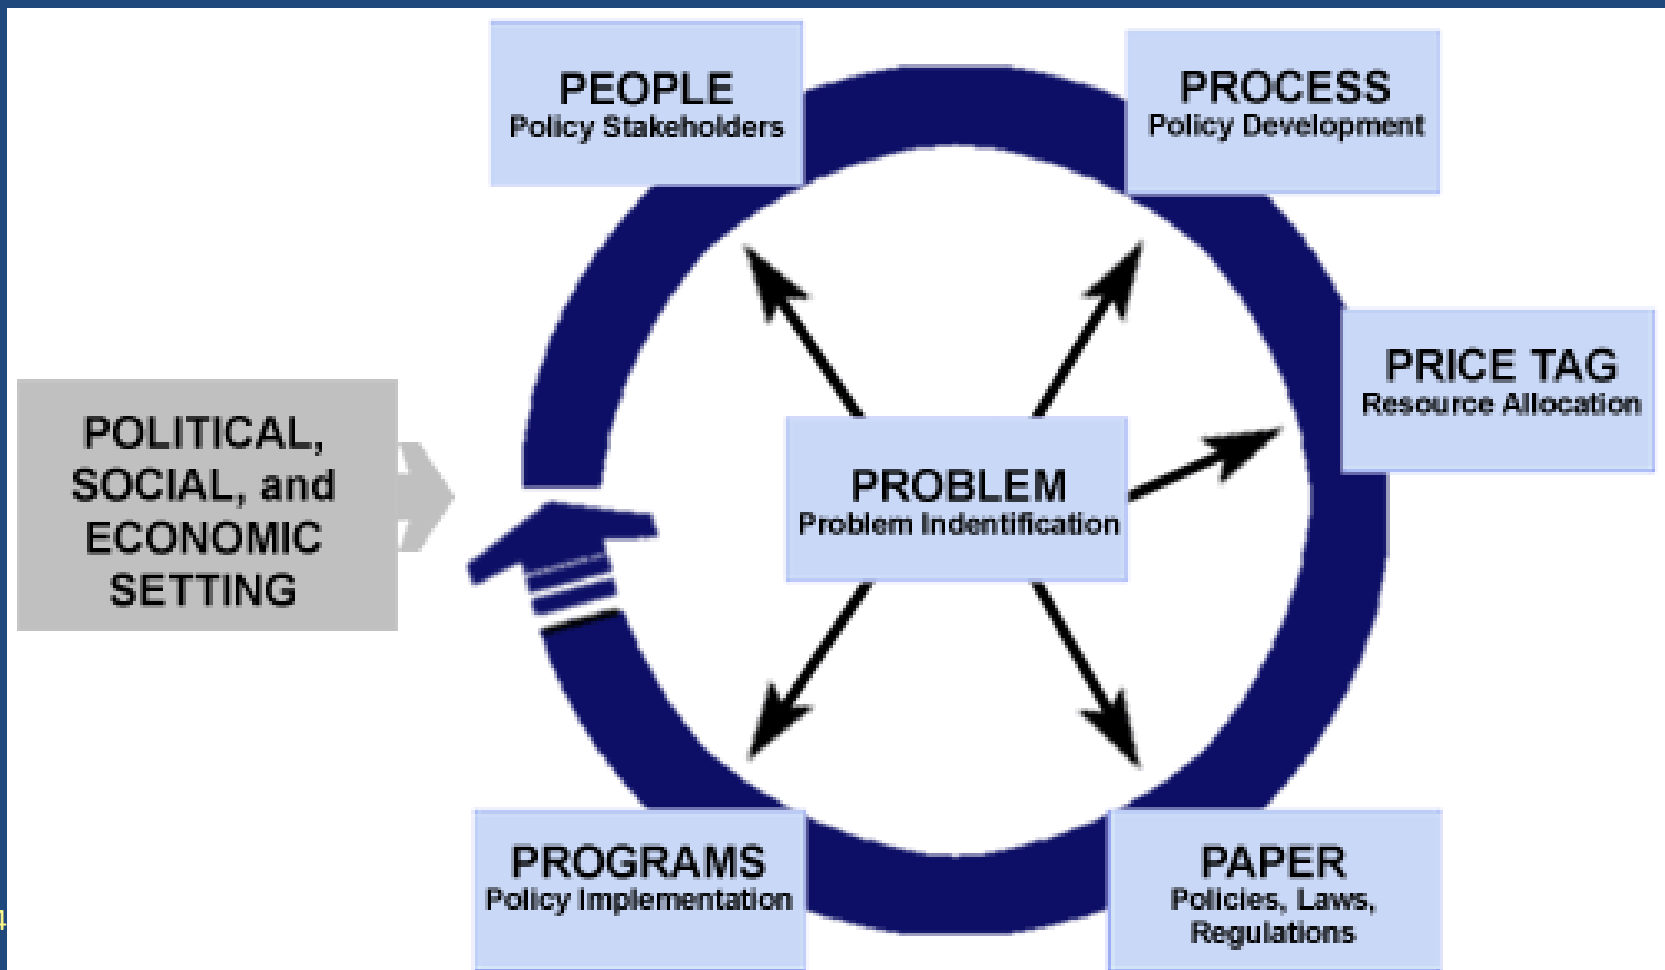 PEOPLE
Policy Stakeholders
PROCESS
Policy Development
PRICE TAG
Resource Allocation
POLITICAL,
SOCIAL, and
ECONOMIC
SETTING
PROBLEM
Problem Indentification
PROGRAMS
Policy Implementation
PAPER
Policies, Laws,
Regulations
4